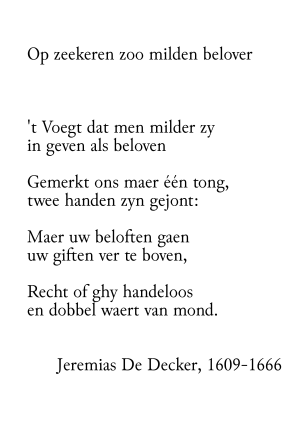 Op zeekeren zoo milden belover
't Voegt dat men milder zy
in geven als beloven
Gemerkt ons maer één tong,
twee handen zyn gejont:
Maer uw beloften gaen
uw giften ver te boven,
Recht of ghy handeloos
en dobbel waert van mond.
Jeremias De Decker, 1609-1666